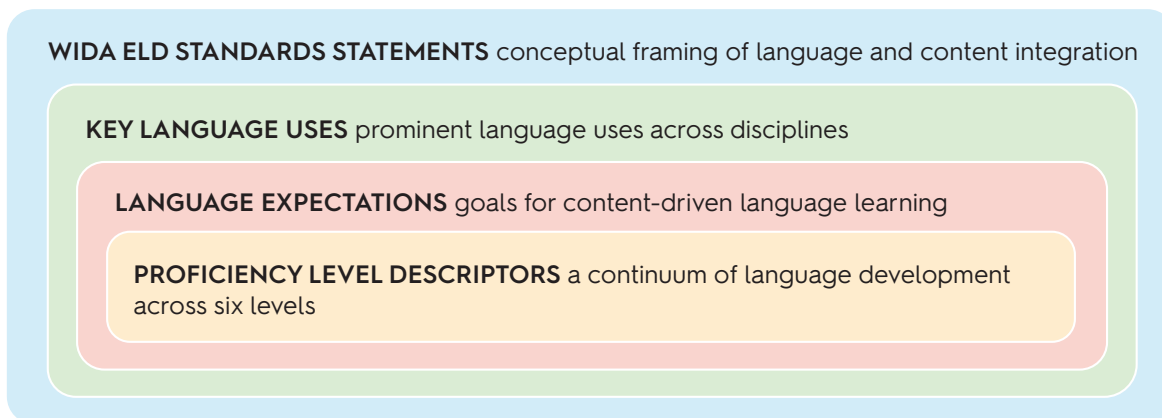 WIDA ELD STANDARDS STATEMENTS conceptual framing of language and content integration
KEY LANGUAGE USES prominent language uses across disciplines
LANGUAGE EXPECTATIONS goals for content-driven language learning
PROFICIENCY LEVEL DESCRIPTORS a continuum of language development
across six levels